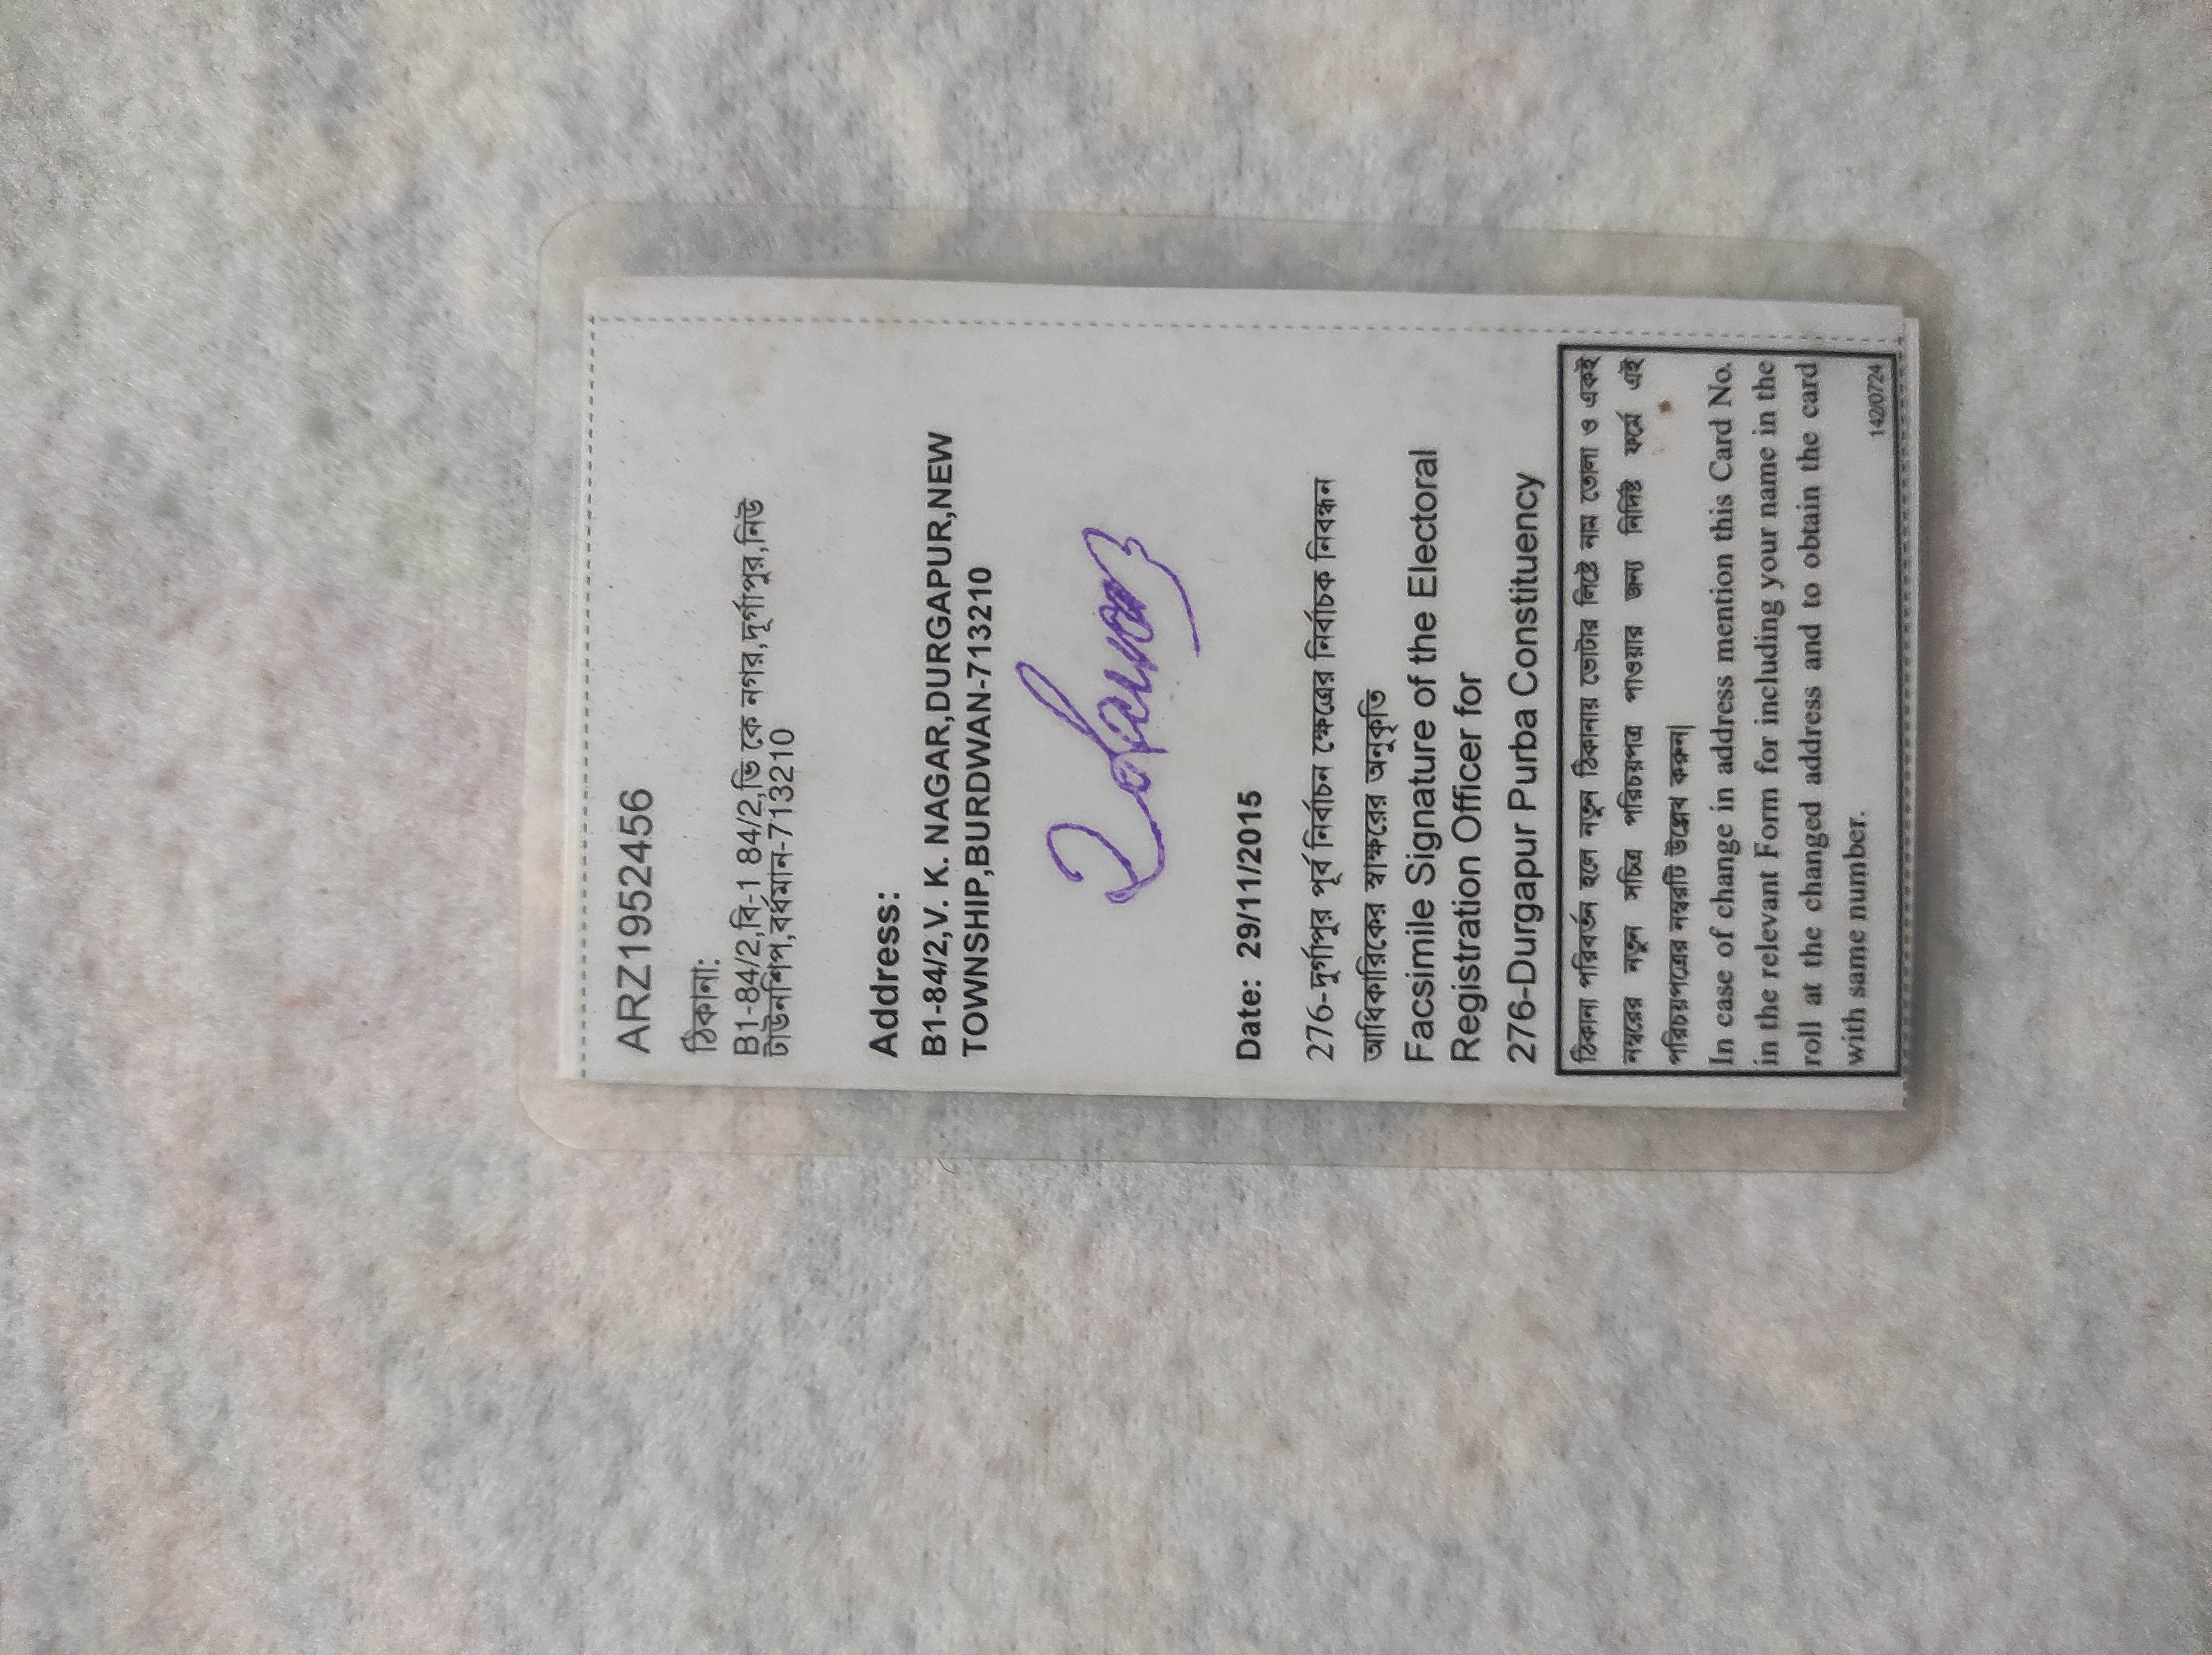 ARZ1952456
ঠিকানা:
B1-84/2,বি-1 84/2,ভি কে নগর,দূর্গাপুর,নিউ
টাউনশিপ,বর্ধমান-713210
Address:
B1-84/2,V. K. NAGAR,DURGAPUR,NEW
TOWNSHIP,BURDWAN-713210
Date: 29/11/2015
276-দুর্গাপুর পূর্ব নির্বাচন ক্ষেত্রের নির্বাচক নিবন্ধন
আধিকারিকের স্বাক্ষরের অনুকৃতি
Facsimile Signature of the Electoral
Registration Officer for
276-Durgapur Purba Constituency
ঠিকানা পরিবর্তন হলে নতুন ঠিকানায় ভোটার লিষ্টে নাম তোলা ও একই
নম্বরের নতুন সচিত্র পরিচয়পত্র পাওয়ার জন্য নির্দিষ্ট ফর্মে এই
পরিচয়পত্রের নম্বরটি উল্লেখ করুন|
In case of change in address mention this Card No.
in the relevant Form for including your name in the
roll at the changed address and to obtain the card
with same number.
142/0724